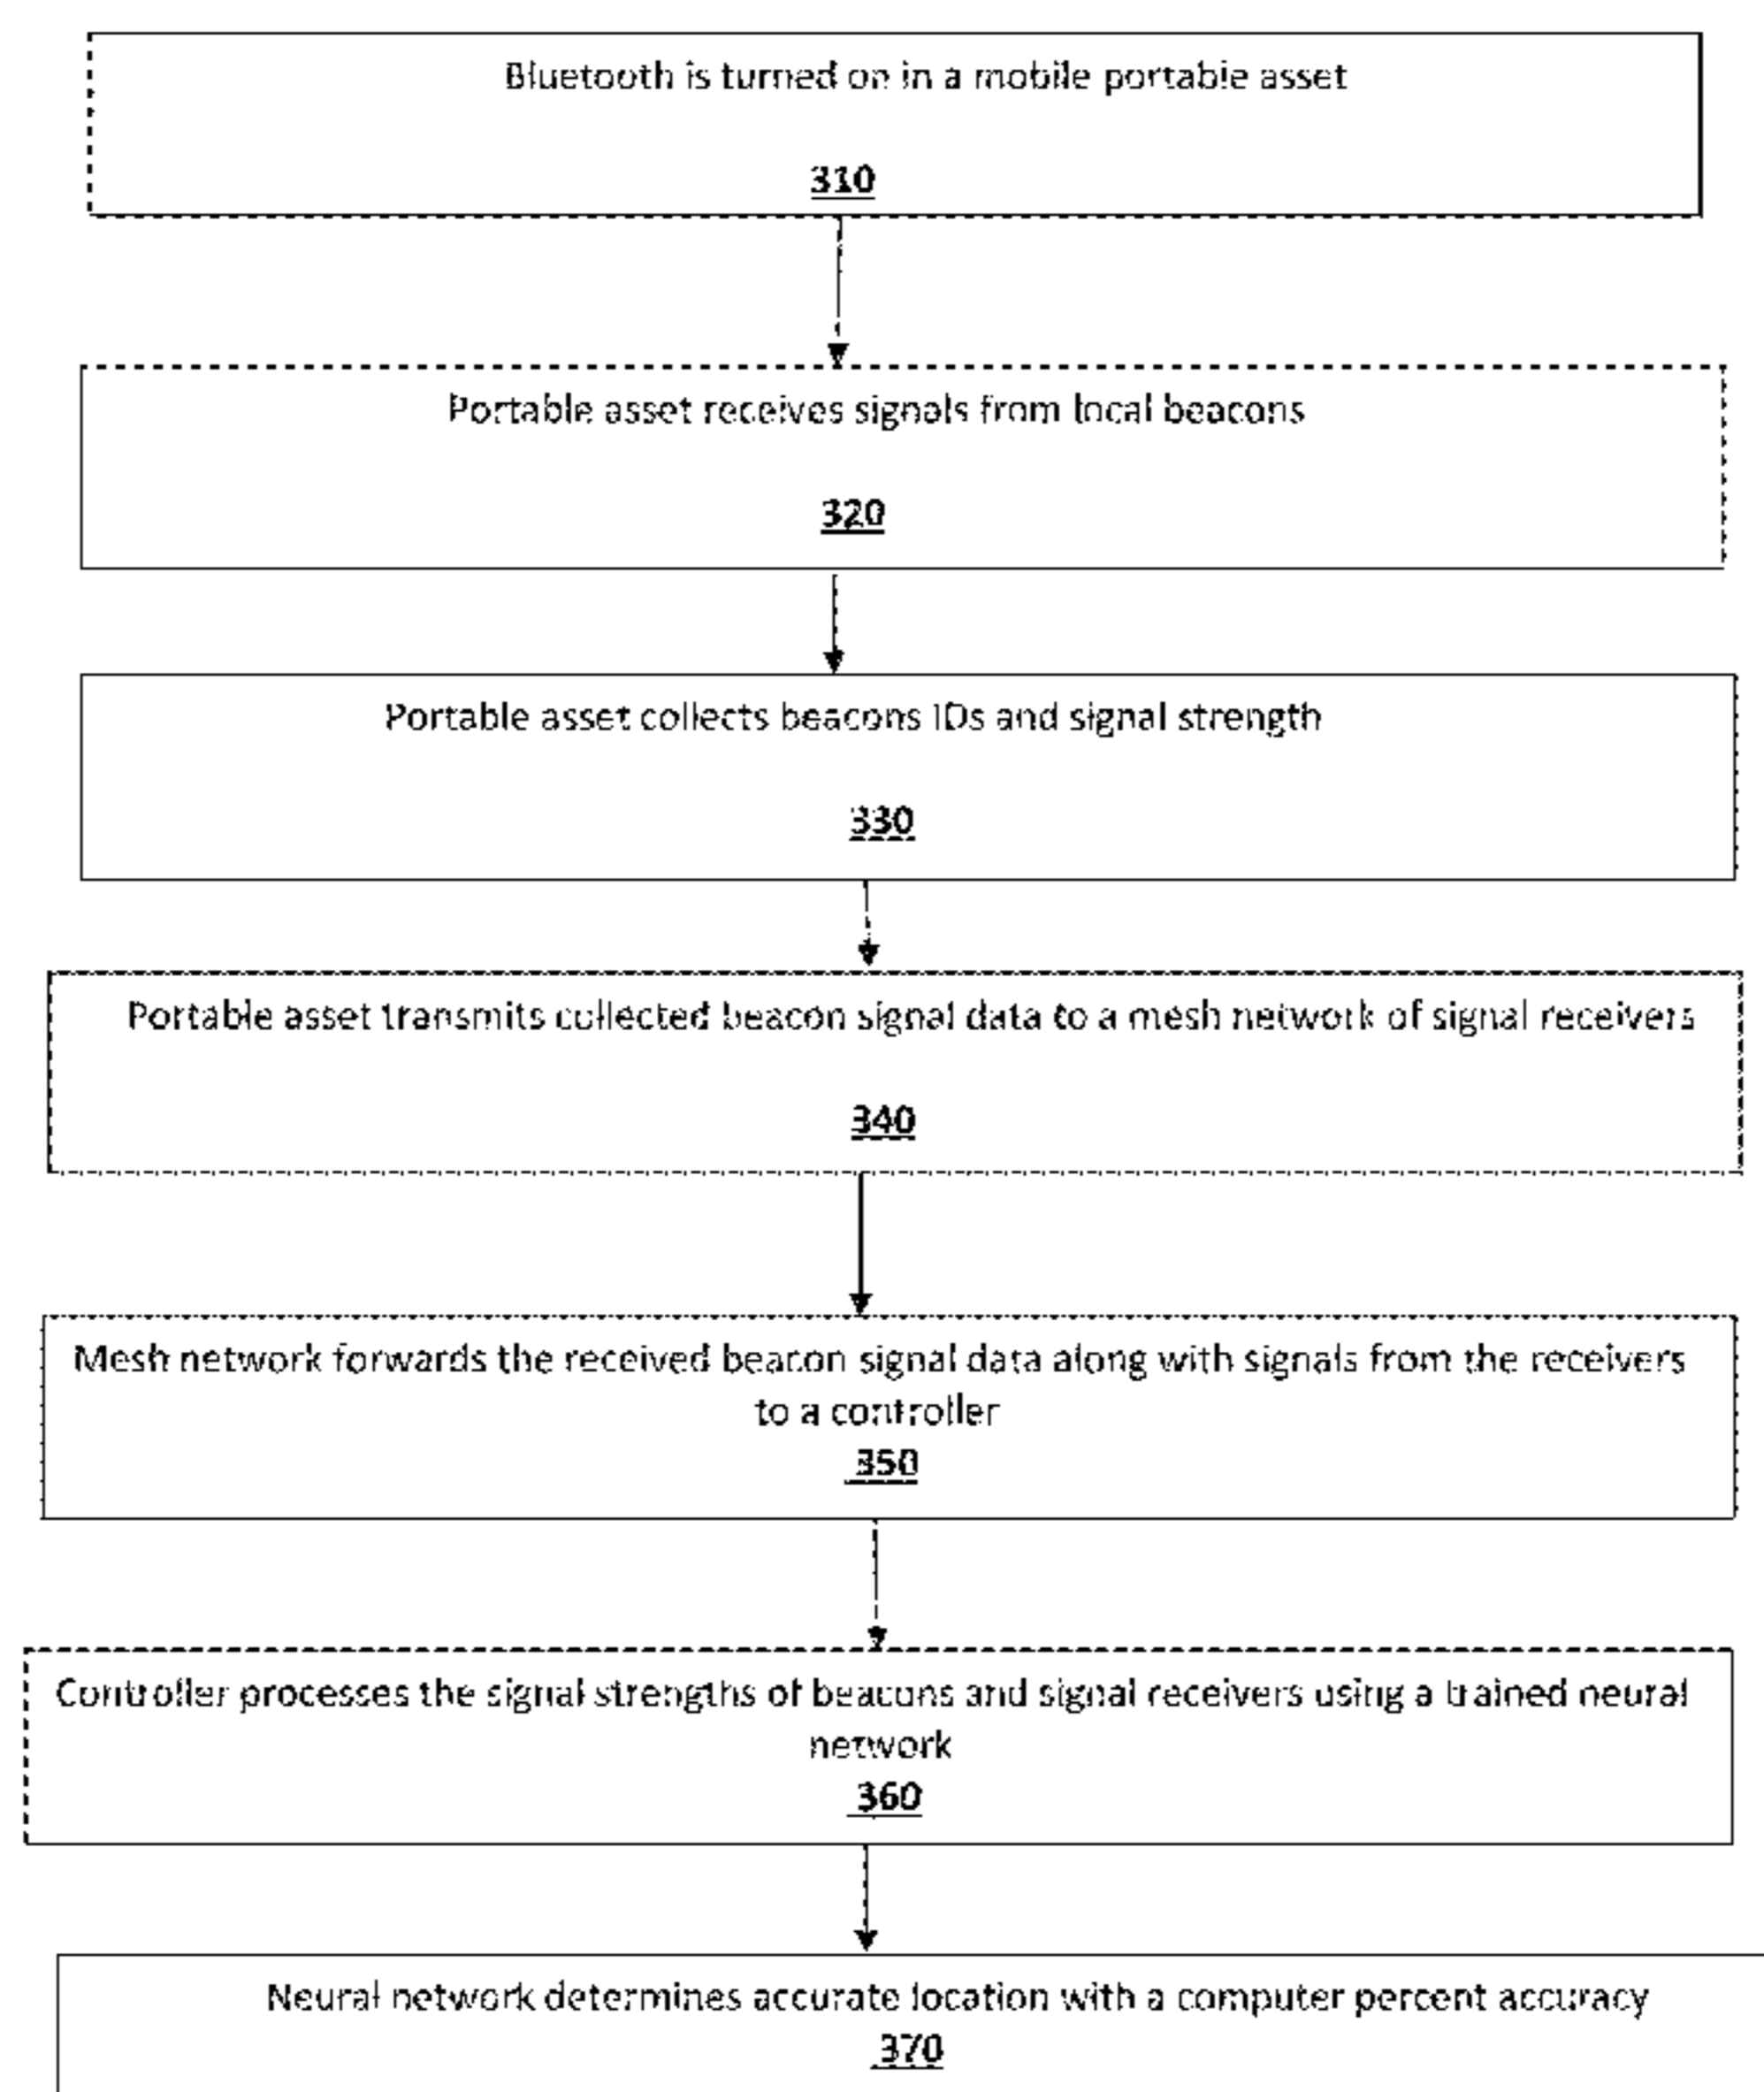 Bluetooth is turned on in a mobile portable asset
310
Portable asset receives signals from local beacons
320
Portable asset collects beacons IDs and signal strength
330
Portable asset transmits collected beacon signal data to a mesh network of signal receivers
340
Mesh network forwards the received beacon signal data along with signals from the receivers
to a controller
350
Controller processes the signal strengths of beacons and signal receivers using a trained neural
network
360
Neural network determines accurate location with a computer percent accuracy
370